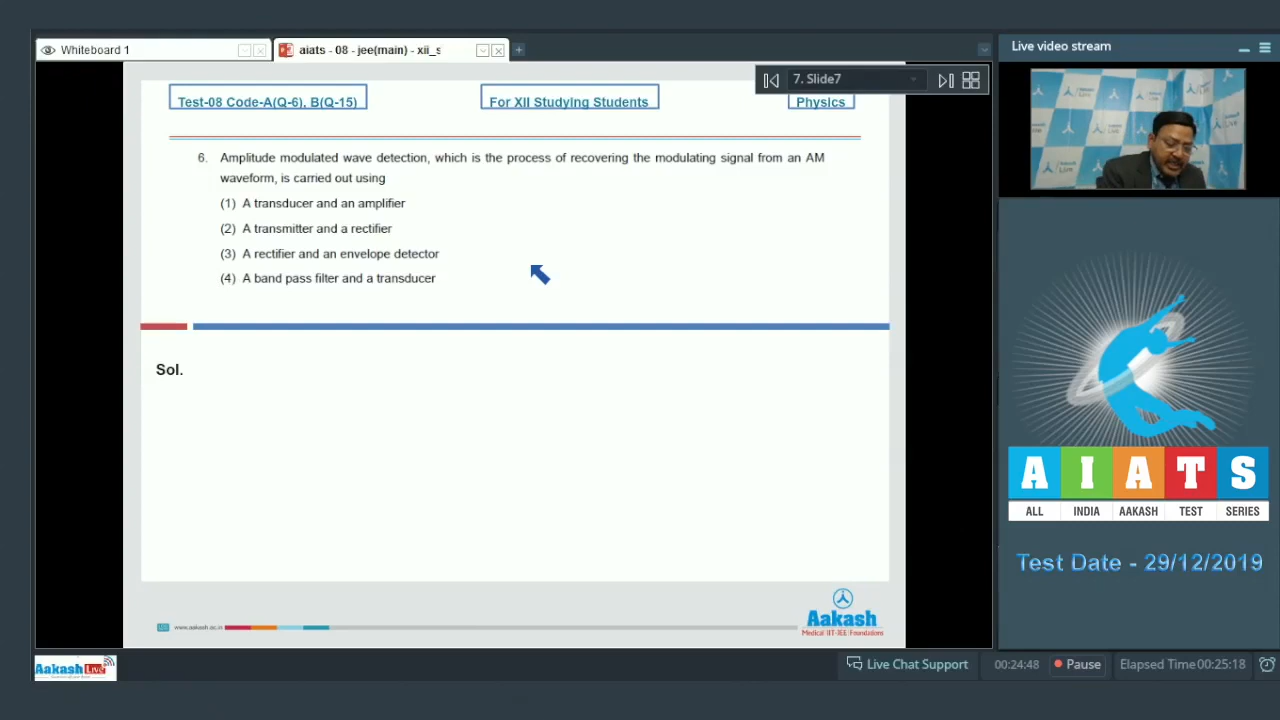 Whiteboard 1
aiats - 08 - jee(main) - xii_s
Live video stream
7. Slide7
Test-08 Code-A(Q-6), B(Q-15)
For XII Studying Students
Physics
6. Amplitude modulated wave detection, which is the process of recovering the modulating signal from an AM
waveform, is carried out using
(1) A transducer and an amplifier
(2) A transmitter and a rectifier
(3) A rectifier and an envelope detector
(4) A band pass filter and a transducer
Sol.
A I A T S
ALL INDIA AAKASH TEST SERIES
Test Date - 29/12/2019
www.aakash.ac.in
Aakash
Medical|IIT-JEE|Foundations
Aakash Live
Live Chat Support
00:24:48
Pause
Elapsed Time 00:25:18